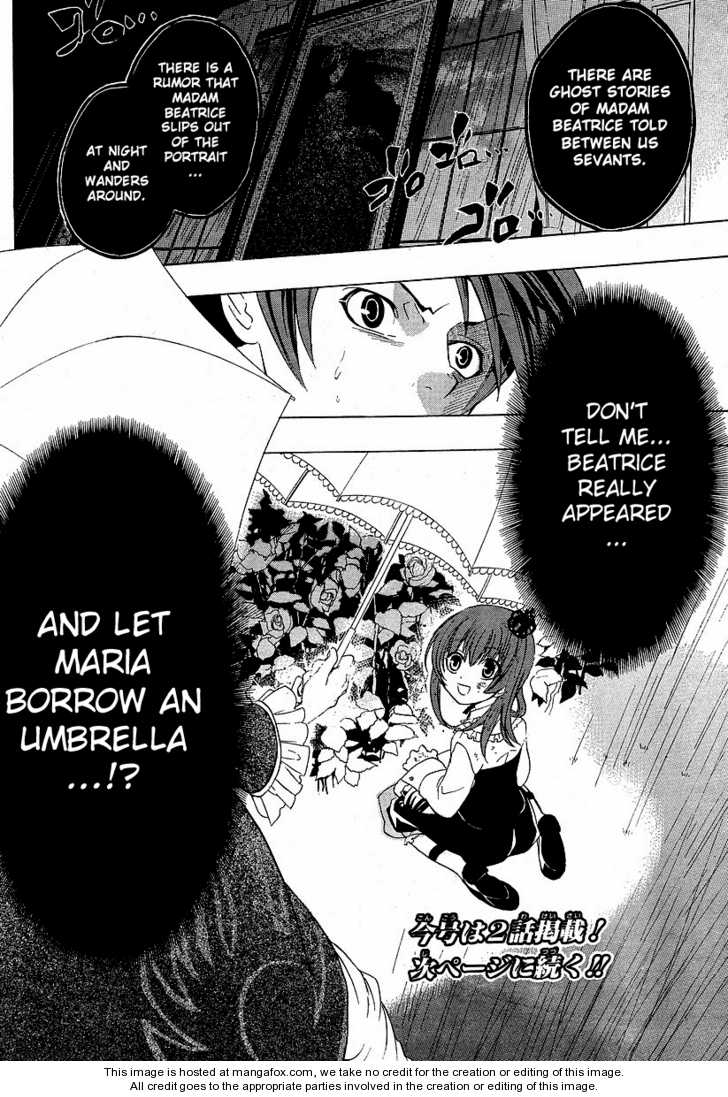 THERE ARE
GHOST STORIES
OF MADAM
BEATRICE TOLD
BETWEEN US
SEVANTS.
THERE IS A
RUMOR THAT
MADAM
BEATRICE
SLIPS OUT
OF THE
PORTRAIT
...
AT NIGHT
AND
WANDERS
AROUND.
ゴロ...
ゴロゴロ...
ゴロ...
DON'T
TELL ME...
BEATRICE
REALLY
APPEARED
...
AND LET
MARIA
BORROW AN
UMBRELLA
...!?
今号は2話掲載!
次ページに続く!!
This image is hosted at mangafox.com, we take no credit for the creation or editing of this image.
All credit goes to the appropriate parties involved in the creation or editing of this image.